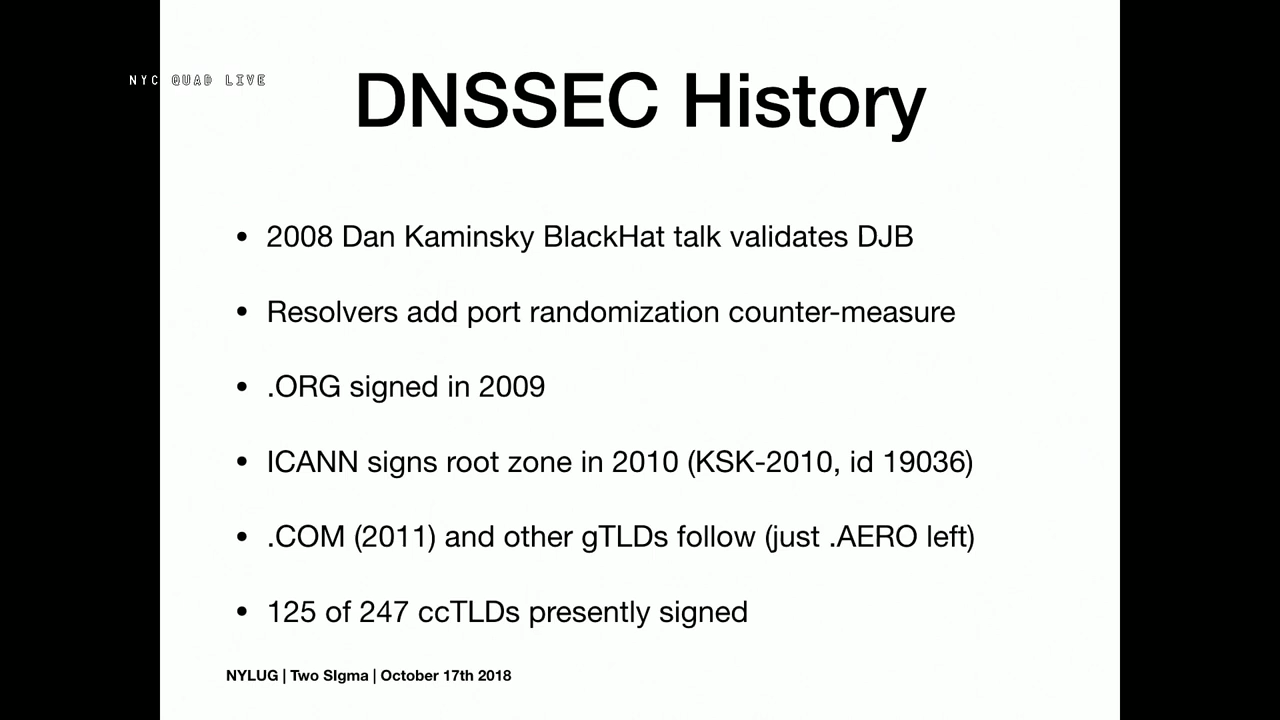 NYC QUAD LIVE
DNSSEC History
• 2008 Dan Kaminsky BlackHat talk validates DJB
• Resolvers add port randomization counter-measure
• .ORG signed in 2009
• ICANN signs root zone in 2010 (KSK-2010, id 19036)
• .COM (2011) and other gTLDs follow (just .AERO left)
• 125 of 247 ccTLDs presently signed
NYLUG | Two SIgma | October 17th 2018